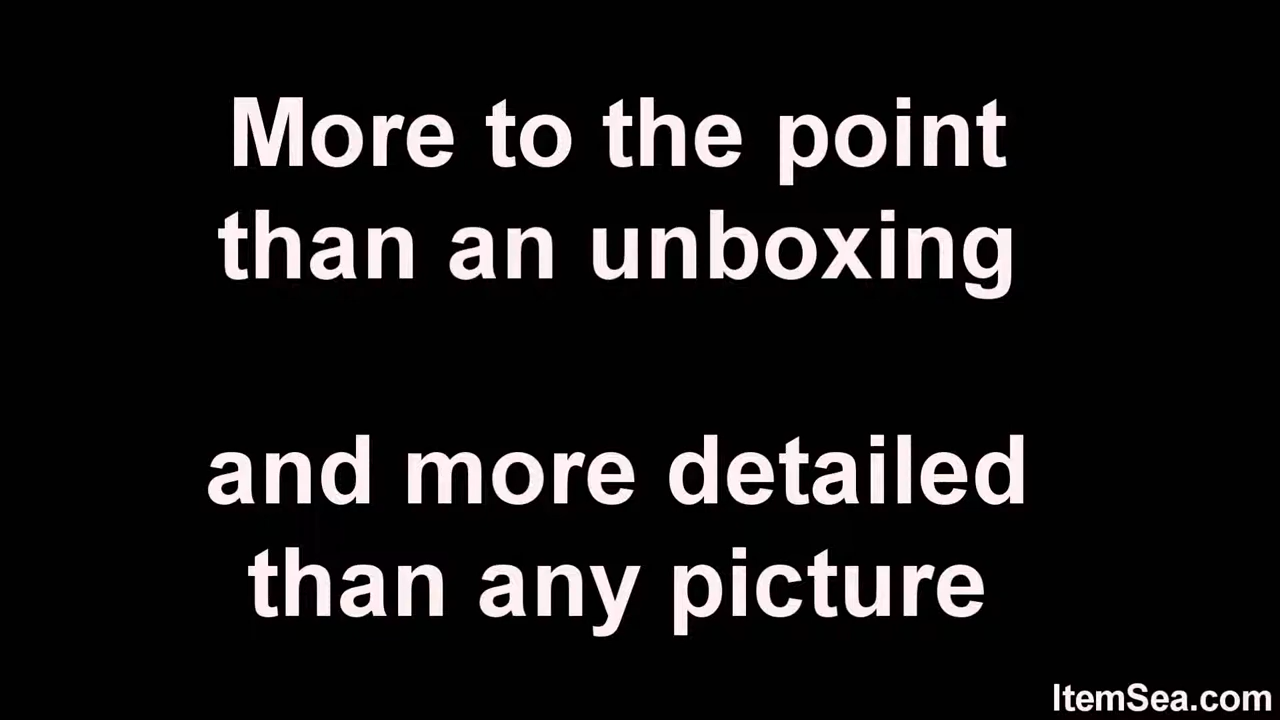 More to the point
than an unboxing
and more detailed
than any picture
ItemSea.com